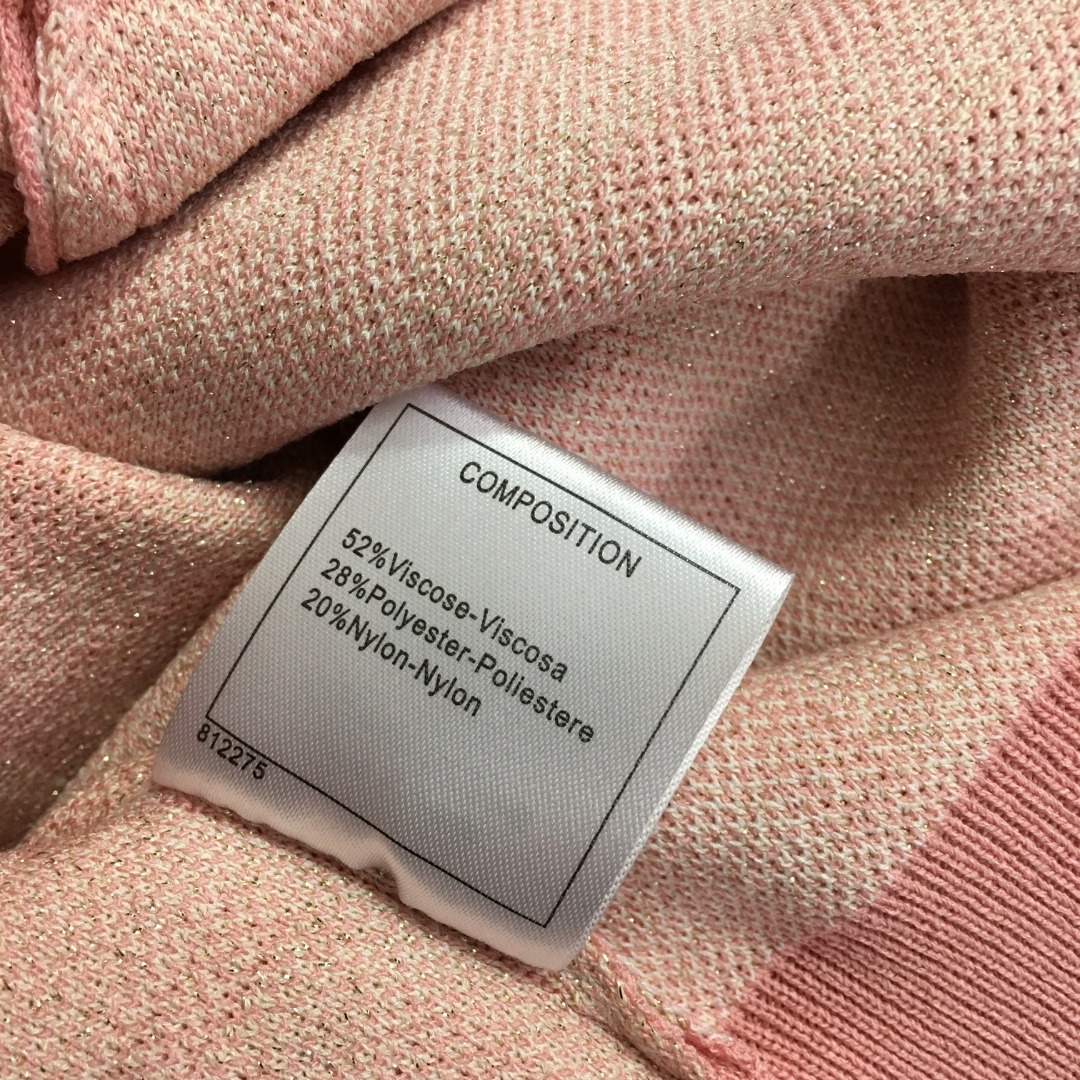 COMPOSITION
52%Viscose-Viscosa
28%Polyester-Poliestere
20%Nylon-Nylon
812275